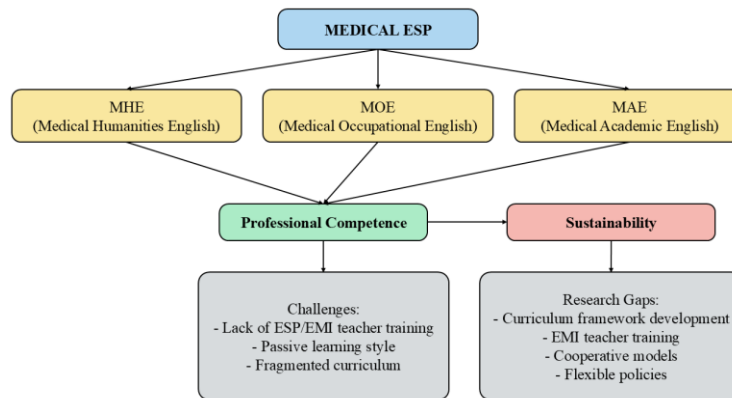 MEDICAL ESP
MHE
(Medical Humanities English)
MOE
(Medical Occupational English)
MAE
(Medical Academic English)
Professional Competence
Sustainability
Challenges:
- Lack of ESP/EMI teacher training
- Passive learning style
- Fragmented curriculum
Research Gaps:
- Curriculum framework development
- EMI teacher training
- Cooperative models
- Flexible policies